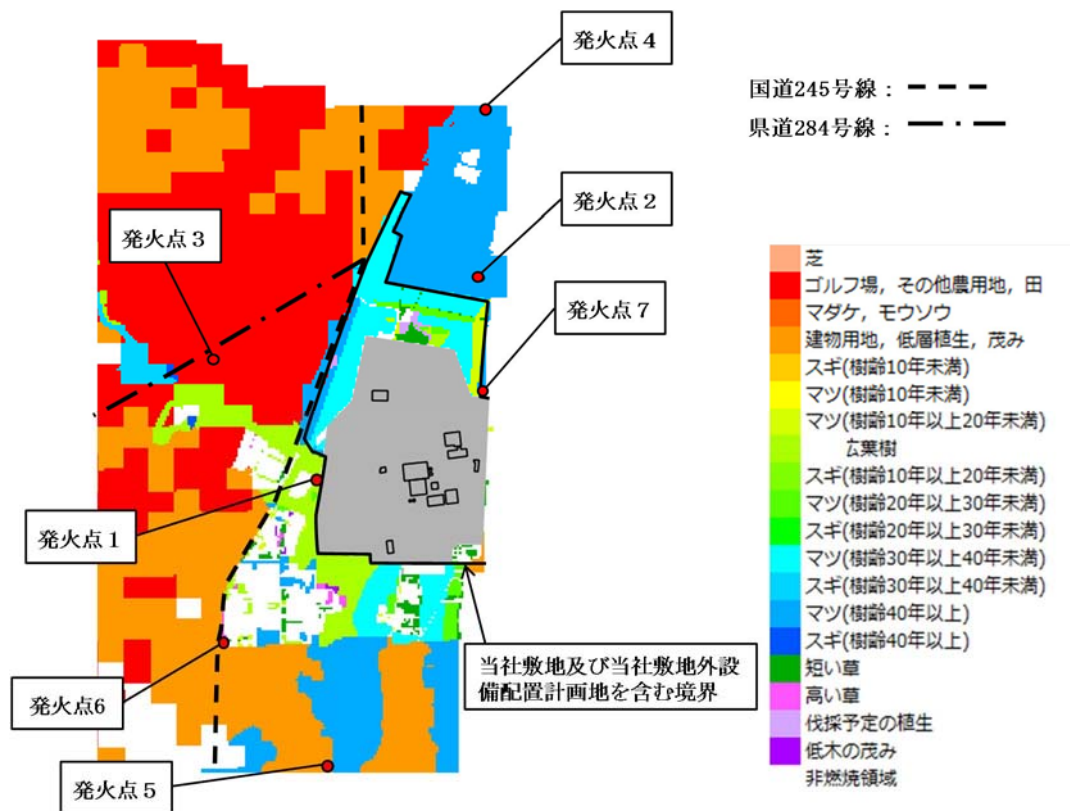 発火点４
国道245号線：
県道284号線：
発火点２
発火点３
発火点７
芝
ゴルフ場，その他農用地，田
マダケ，モウソウ
建物用地，低層植生，茂み
スギ(樹齢10年未満)
マツ(樹齢10年未満)
マツ(樹齢10年以上20年未満)
広葉樹
スギ(樹齢10年以上20年未満)
マツ(樹齢20年以上30年未満)
スギ(樹齢20年以上30年未満)
マツ(樹齢30年以上40年未満)
スギ(樹齢30年以上40年未満)
マツ(樹齢40年以上)
スギ(樹齢40年以上)
短い草
高い草
伐採予定の植生
低木の茂み
非燃焼領域
発火点１
当社敷地及び当社敷地外設
備配置計画地を含む境界
発火点6
発火点５